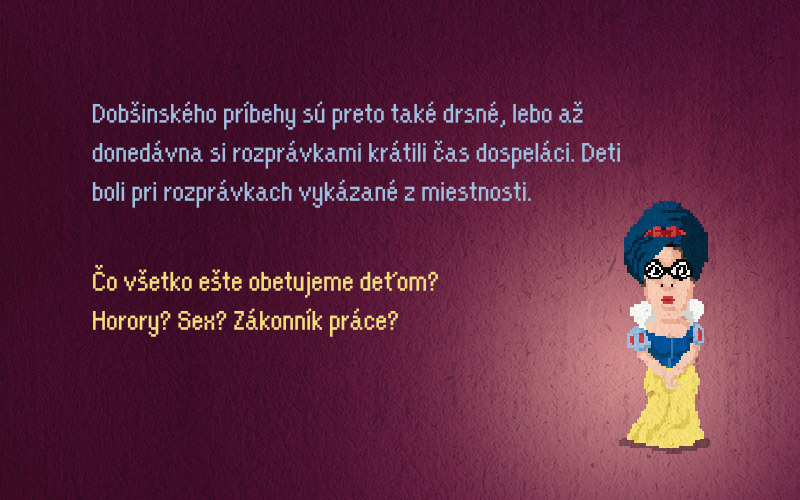 Dobšinského príbehy sú preto také drsné, lebo až
donedávna si rozprávkami krátili čas dospeláci. Deti
boli pri rozprávkach vykázané z miestnosti.
Čo všetko ešte obetujeme deťom?
Horory? Sex? Zákonník práce?